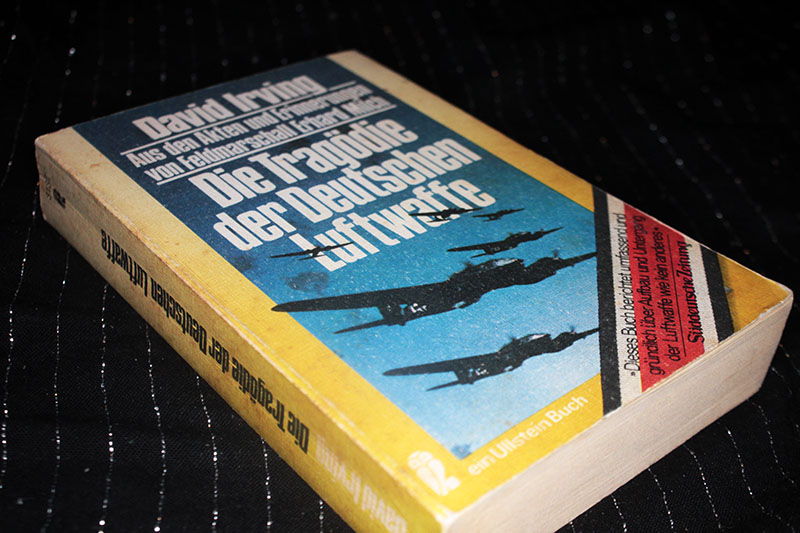 David Irving
Aus den Akten und Erinnerungen
von Feldmarschall Erhard Milch
Die Tragödie
der Deutschen
Luftwaffe
»Dieses Buch berichtet umfassend und
gründlich über Aufbau und Untergang
der Luftwaffe wie kein anderes«
Süddeutsche Zeitung
ein Ullstein Buch
Die Tragödie der Deutschen Luftwaffe
David Irving